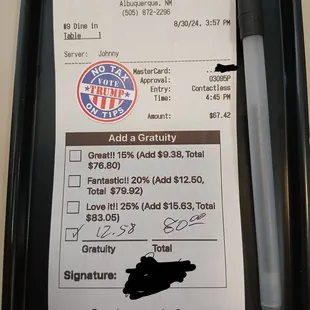 Albuquerque, NM
(505) 872-2296
#9 Dine in
8/30/24, 3:57 PM
Table 1
Server: Johnny
NO TAX
VOTE
TRUMP
ON TIPS
MasterCard:
Approval: 03095P
Entry: Contactless
Time: 4:45 PM
Amount: $67.42
Add a Gratuity
Great!! 15% (Add $9.38, Total
$76.80)
Fantastic!! 20% (Add $12.50,
Total $79.92)
Love it!! 25% (Add $15.63, Total
$83.05)
12.58 80.00
Gratuity Total
Signature: